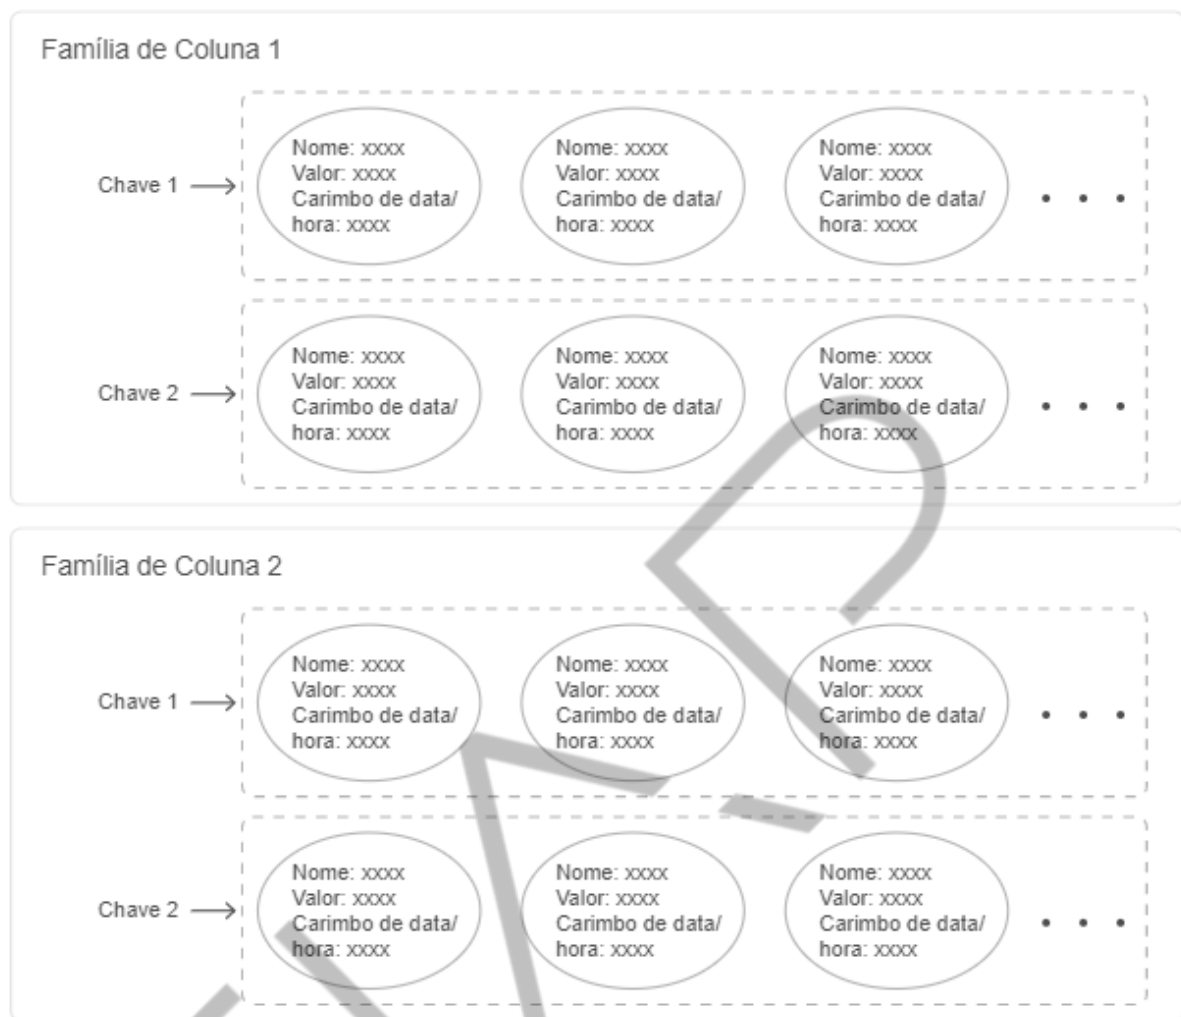 Família de Coluna 1
Chave 1
Nome: xxxx
Valor: xxxx
Carimbo de data/
hora: xxxx
Nome: xxxx
Valor: xxxx
Carimbo de data/
hora: xxxx
Nome: xxxx
Valor: xxxx
Carimbo de data/
hora: xxxx
Chave 2
Nome: xxxx
Valor: xxxx
Carimbo de data/
hora: xxxx
Nome: xxxx
Valor: xxxx
Carimbo de data/
hora: xxxx
Nome: xxxx
Valor: xxxx
Carimbo de data/
hora: xxxx
Família de Coluna 2
Chave 1
Nome: xxxx
Valor: xxxx
Carimbo de data/
hora: xxxx
Nome: xxxx
Valor: xxxx
Carimbo de data/
hora: xxxx
Nome: xxxx
Valor: xxxx
Carimbo de data/
hora: xxxx
Chave 2
Nome: xxxx
Valor: xxxx
Carimbo de data/
hora: xxxx
Nome: xxxx
Valor: xxxx
Carimbo de data/
hora: xxxx
Nome: xxxx
Valor: xxxx
Carimbo de data/
hora: xxxx